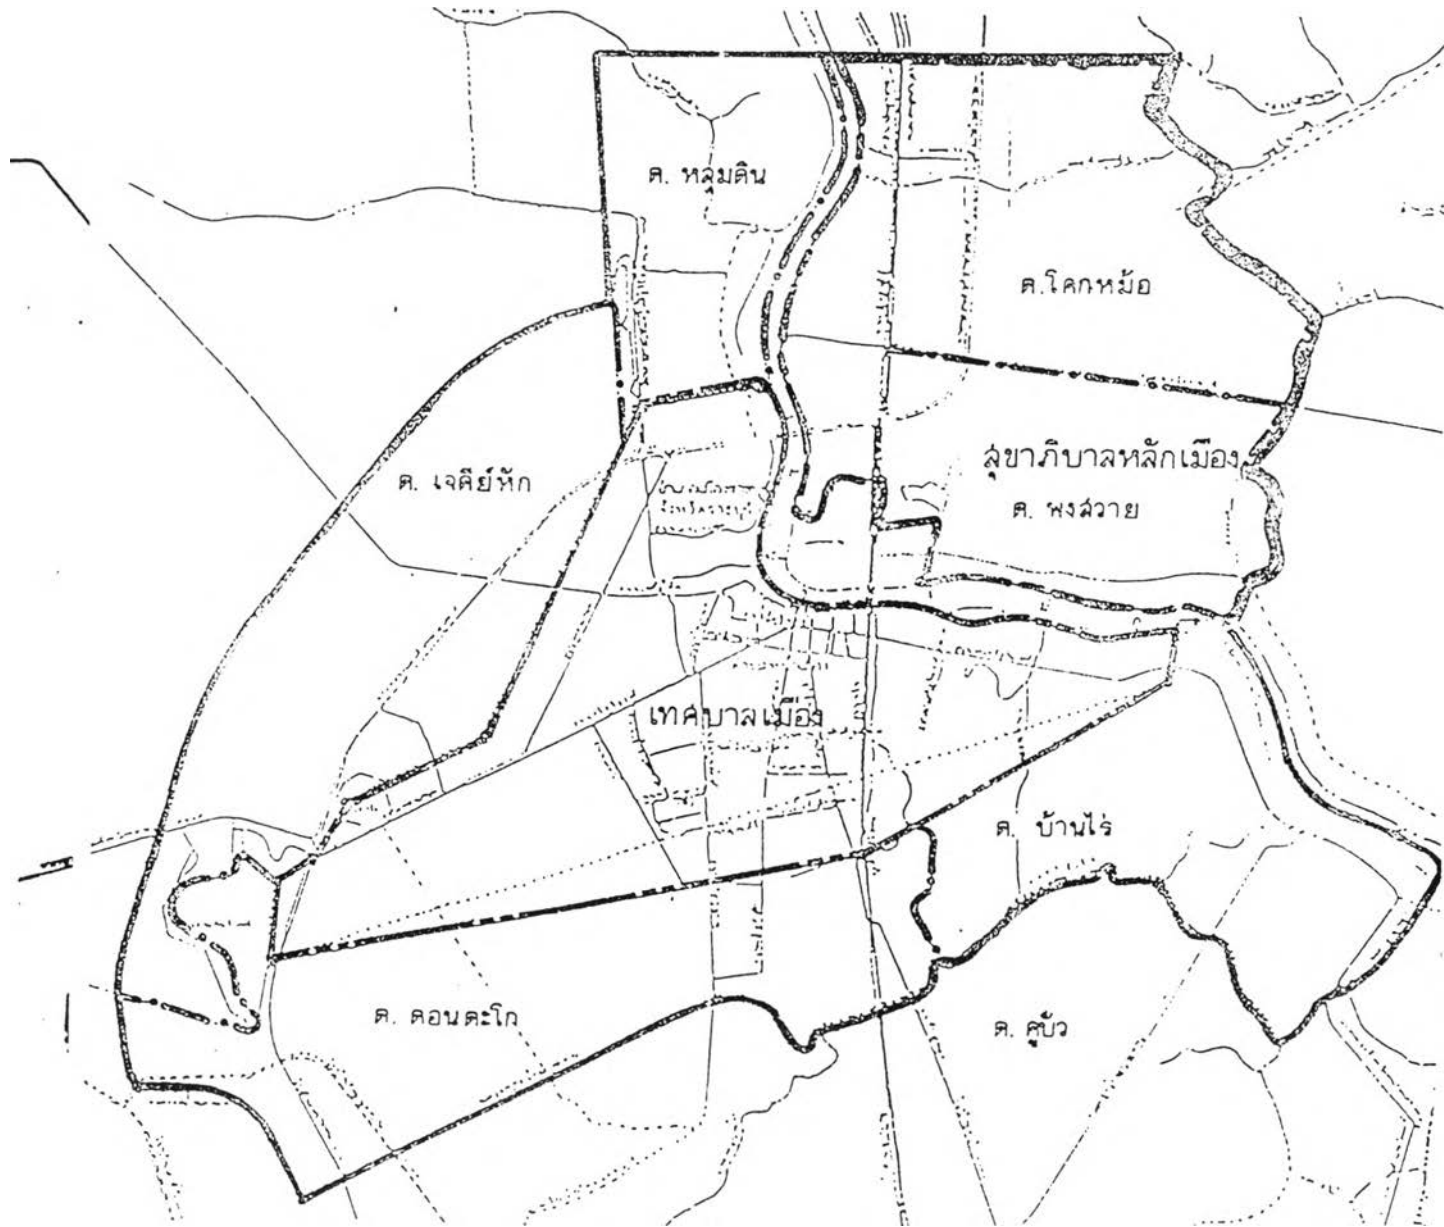 ต. หลุมดิน
ต.โคกหม้อ
สุขาภิบาลหลักเมือง
ต. เจดีย์หัก
ต. พงสวาย
เทศบาลเมือง
ต. บ้านไร่
ต. ดอนตะโก
ต. คูบัว